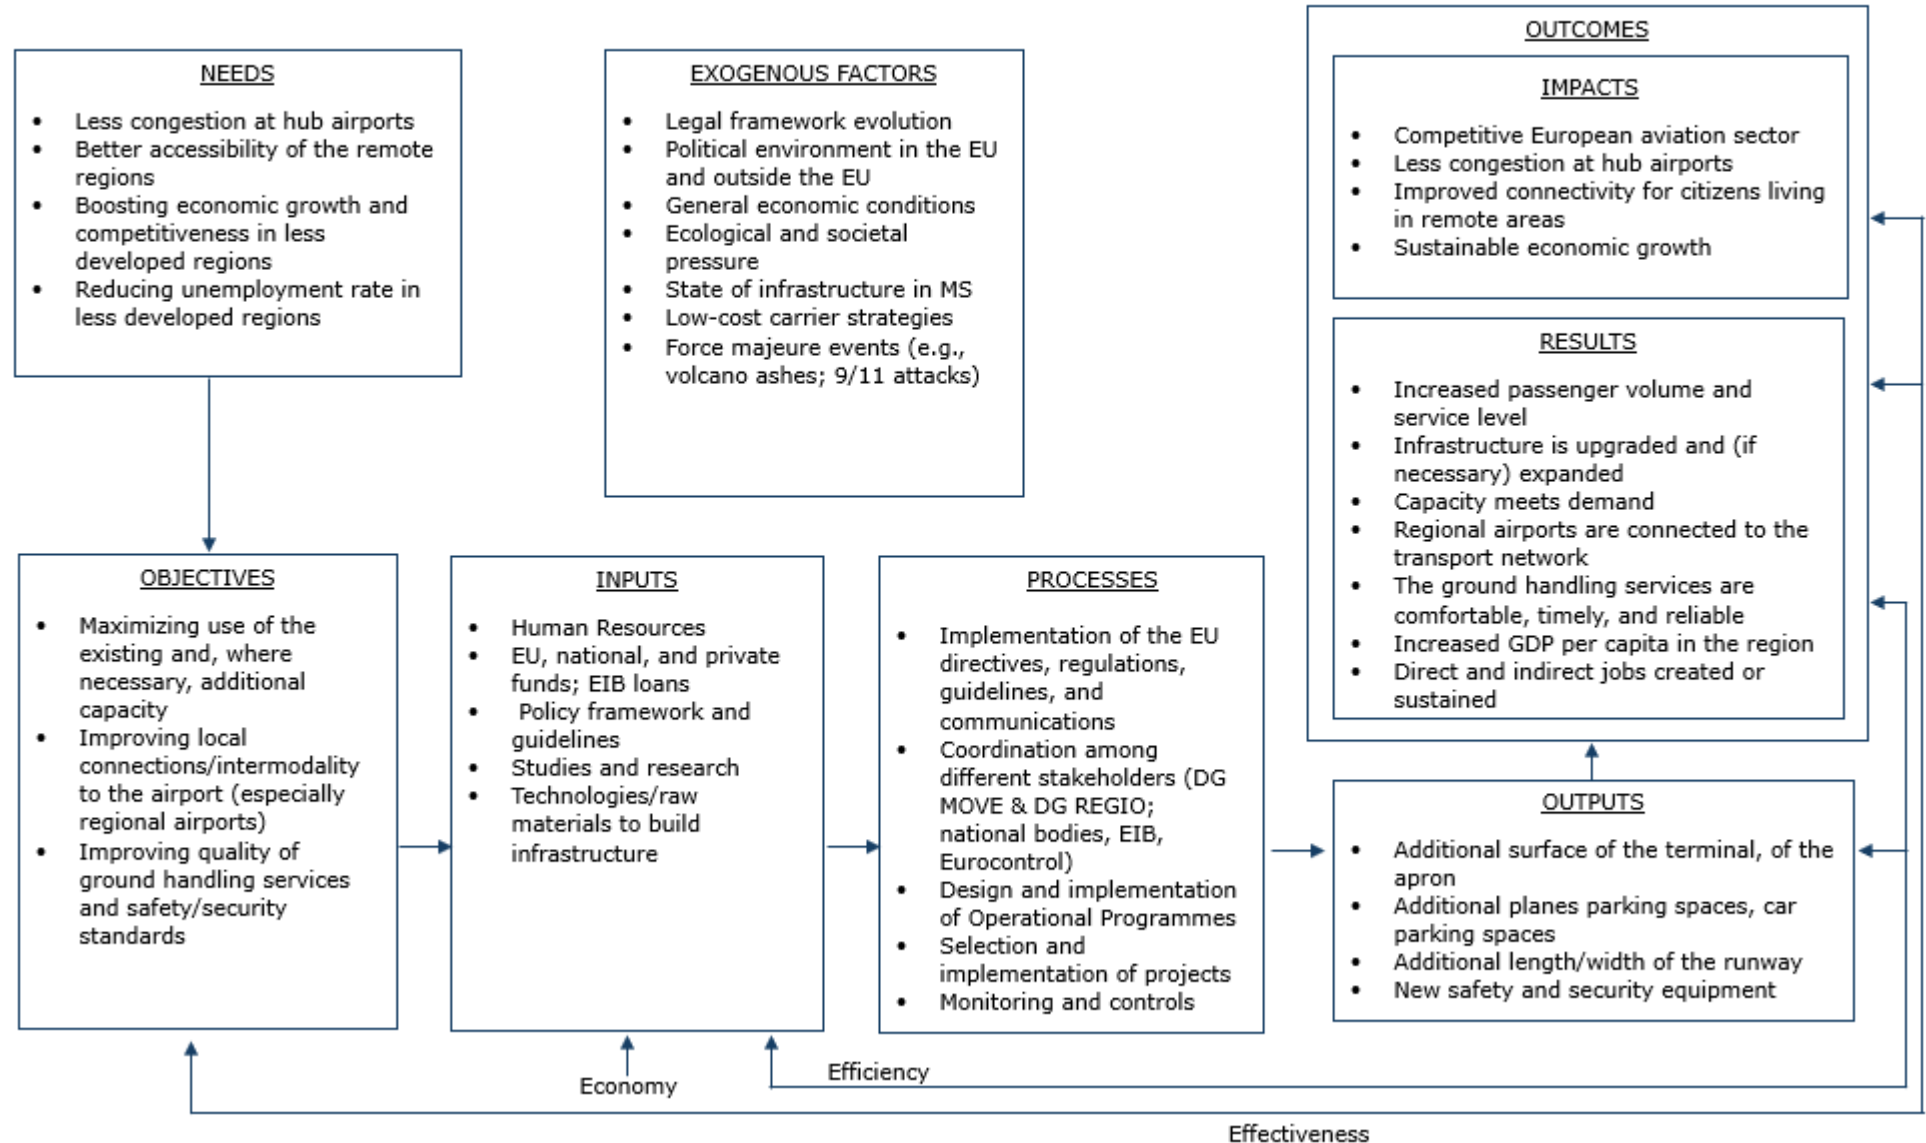 NEEDS
• Less congestion at hub airports
• Better accessibility of the remote
regions
• Boosting economic growth and
competitiveness in less
developed regions
• Reducing unemployment rate in
less developed regions
EXOGENOUS FACTORS
• Legal framework evolution
• Political environment in the EU
and outside the EU
• General economic conditions
• Ecological and societal
pressure
• State of infrastructure in MS
• Low-cost carrier strategies
• Force majeure events (e.g.,
volcano ashes; 9/11 attacks)
OUTCOMES
IMPACTS
• Competitive European aviation sector
• Less congestion at hub airports
• Improved connectivity for citizens living
in remote areas
• Sustainable economic growth
RESULTS
• Increased passenger volume and
service level
• Infrastructure is upgraded and (if
necessary) expanded
• Capacity meets demand
• Regional airports are connected to the
transport network
• The ground handling services are
comfortable, timely, and reliable
• Increased GDP per capita in the region
• Direct and indirect jobs created or
sustained
OBJECTIVES
• Maximizing use of the
existing and, where
necessary, additional
capacity
• Improving local
connections/intermodality
to the airport (especially
regional airports)
• Improving quality of
ground handling services
and safety/security
standards
INPUTS
• Human Resources
• EU, national, and private
funds; EIB loans
• Policy framework and
guidelines
• Studies and research
• Technologies/raw
materials to build
infrastructure
PROCESSES
• Implementation of the EU
directives, regulations,
guidelines, and
communications
• Coordination among
different stakeholders (DG
MOVE & DG REGIO;
national bodies, EIB,
Eurocontrol)
• Design and implementation
of Operational Programmes
• Selection and
implementation of projects
• Monitoring and controls
OUTPUTS
• Additional surface of the terminal, of the
apron
• Additional planes parking spaces, car
parking spaces
• Additional length/width of the runway
• New safety and security equipment
Economy
Efficiency
Effectiveness